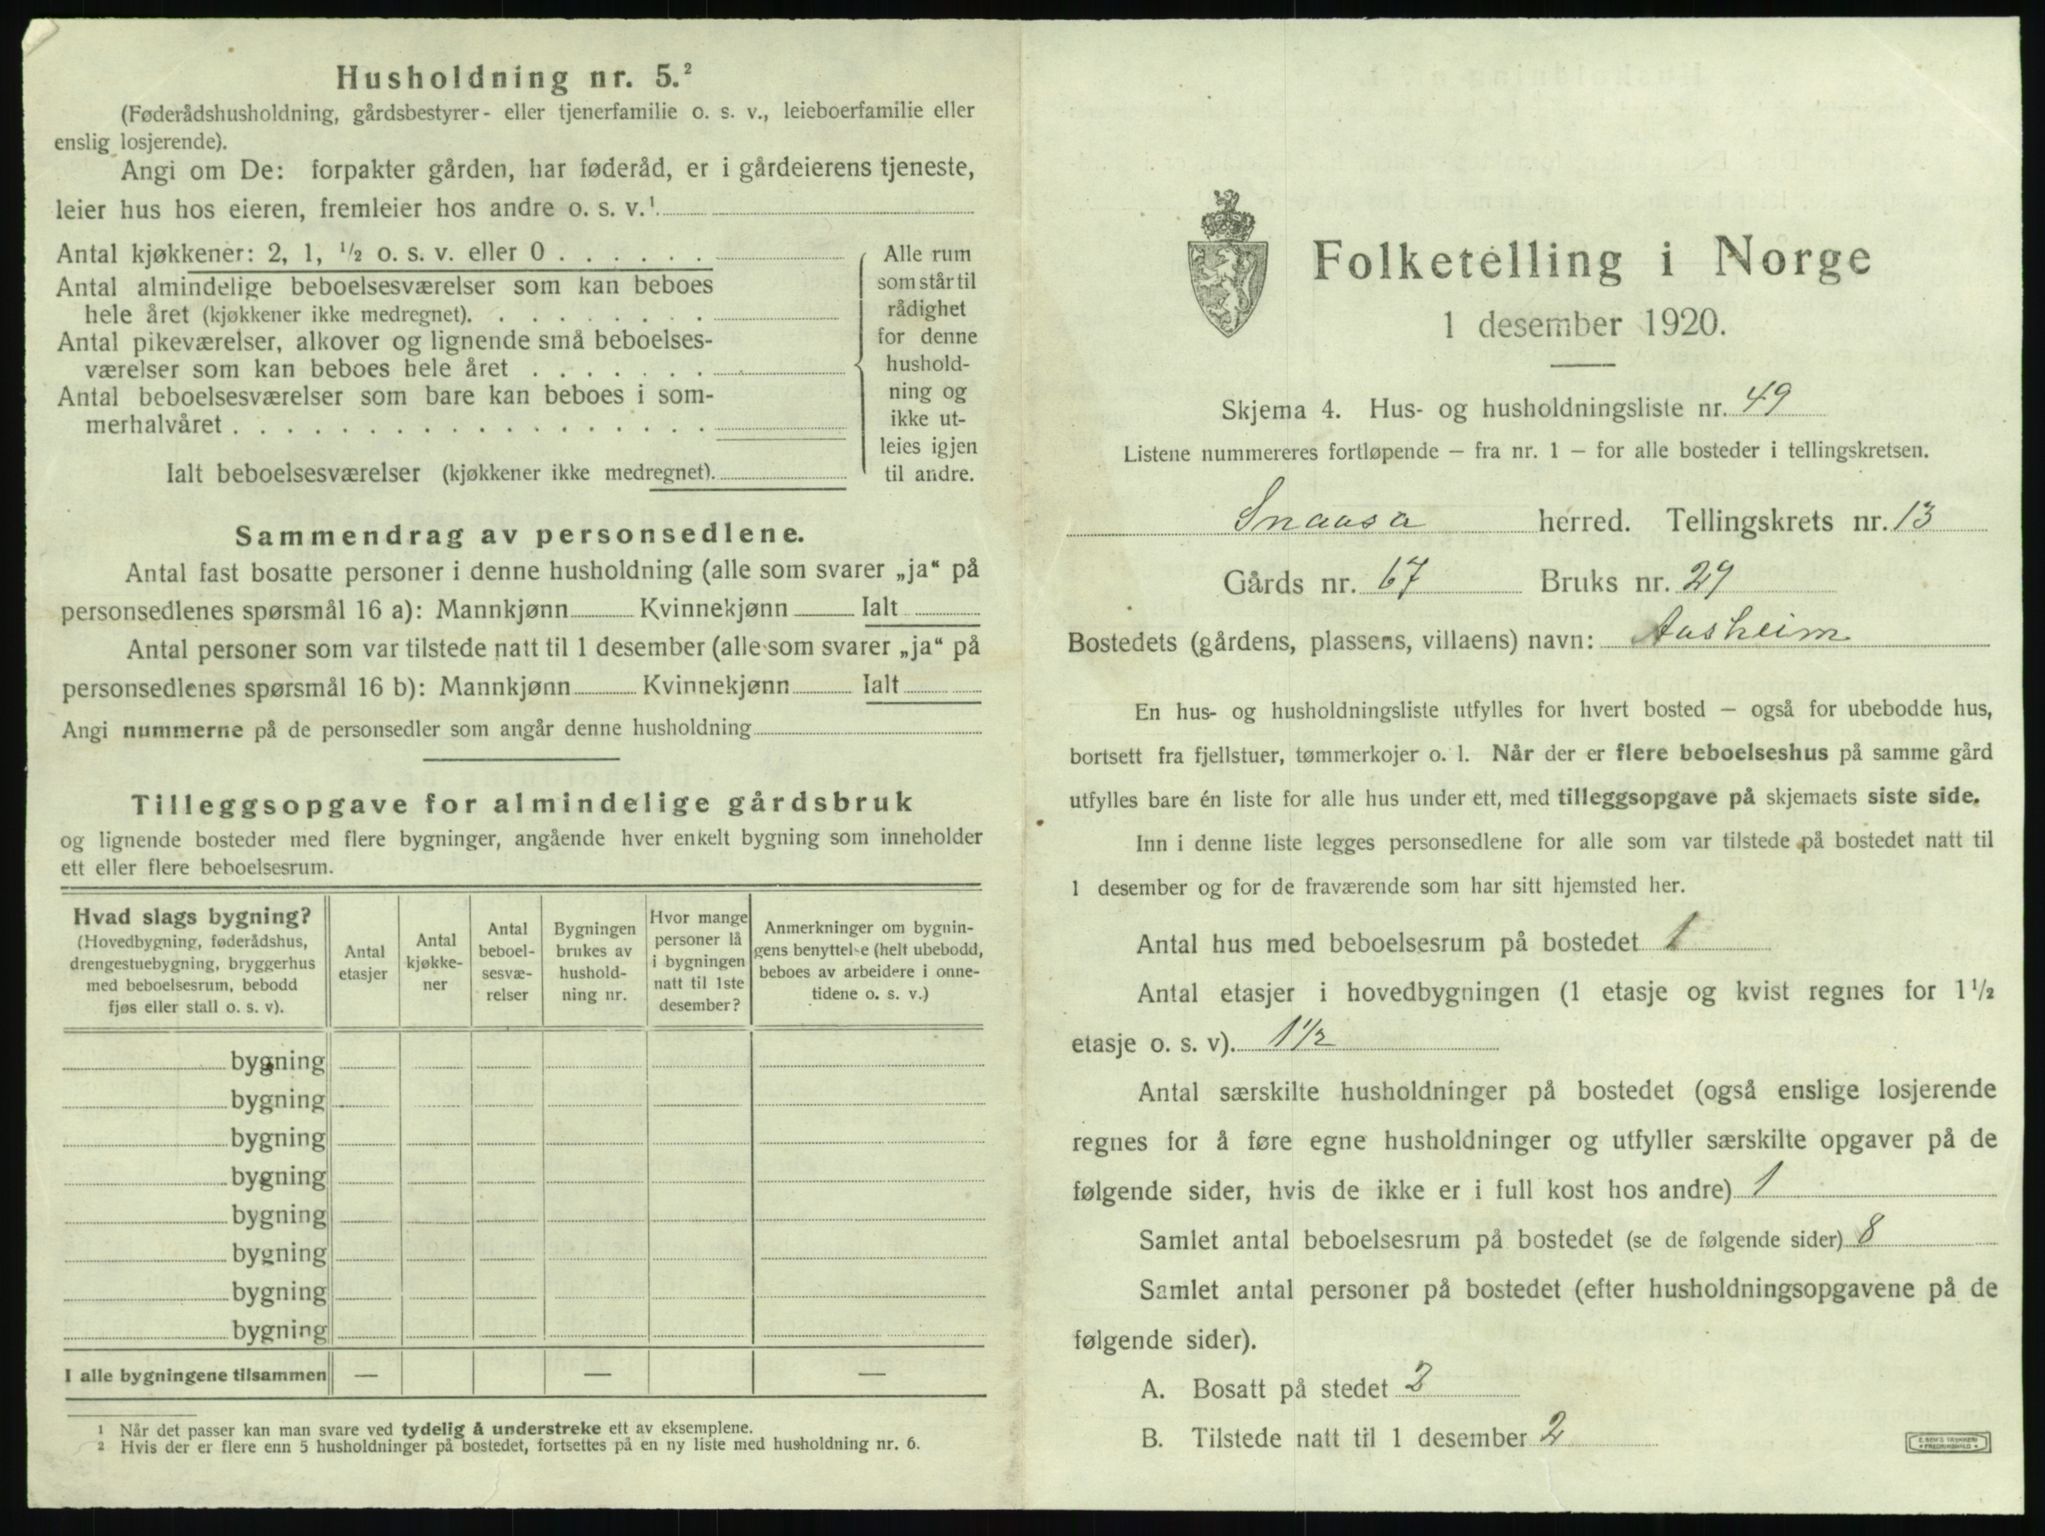 Husholdning nr. 5.²
(Føderådshusholdning, gårdsbestyrer- eller tjenerfamilie o. s. v., leieboerfamilie eller
enslig losjerende).
Angi om De: forpakter gården, har føderåd, er i gårdeierens tjeneste,
leier hus hos eieren, fremleier hos andre o. s. v.¹
Antal kjøkkener: 2, 1, ½ o. s. v. eller 0 . . . . . .
Antal almindelige beboelsesværelser som kan beboes
hele året (kjøkkener ikke medregnet). . . . . . . . .
Antal pikeværelser, alkover og lignende små beboelses-
værelser som kan beboes hele året . . . . . . .
Antal beboelsesværelser som bare kan beboes i som-
merhalvåret . . . . . . . . . . . . . . . . . .
Ialt beboelsesværelser (kjøkkener ikke medregnet).
Alle rum
som står til
rådighet
for denne
hushold-
ning og
ikke ut-
leies igjen
til andre.
Sammendrag av personsedlene.
Antal fast bosatte personer i denne husholdning (alle som svarer „ja“ på
personsedlenes spørsmål 16 a): Mannkjønn Kvinnekjønn Ialt
Antal personer som var tilstede natt til 1 desember (alle som svarer „ja“ på
personsedlenes spørsmål 16 b): Mannkjønn Kvinnekjønn Ialt
Angi nummerne på de personsedler som angår denne husholdning
Tilleggsopgave for almindelige gårdsbruk
og lignende bosteder med flere bygninger, angående hver enkelt bygning som inneholder
ett eller flere beboelsesrum.
Hvad slags bygning?
(Hovedbygning, føderådshus,
drengestuebygning, bryggerhus
med beboelsesrum, bebodd
fjøs eller stall o. s. v).
Antal
etasjer
Antal
kjøkke-
ner
Antal
beboel-
sesvæ-
relser
Bygningen
brukes av
hushold-
ning nr.
Hvor mange
personer lå
i bygningen
natt til 1ste
desember?
Anmerkninger om bygnin-
gens benyttelse (helt ubebodd,
beboes av arbeidere i onne-
tidene o. s. v.)
bygning
bygning
bygning
bygning
bygning
bygning
bygning
bygning
I alle bygningene tilsammen — — —
¹ Når det passer kan man svare ved tydelig å understreke ett av eksemplene.
² Hvis der er flere enn 5 husholdninger på bostedet, fortsettes på en ny liste med husholdning nr. 6.
Folketelling i Norge
1 desember 1920.
Skjema 4. Hus- og husholdningsliste nr. 49
Listene nummereres fortløpende – fra nr. 1 – for alle bosteder i tellingskretsen.
Snaasa herred. Tellingskrets nr. 13
Gårds nr. 67 Bruks nr. 29
Bostedets (gårdens, plassens, villaens) navn: Aasheim
En hus- og husholdningsliste utfylles for hvert bosted – også for ubebodde hus,
bortsett fra fjellstuer, tømmerkojer o. l. Når der er flere beboelseshus på samme gård
utfylles bare én liste for alle hus under ett, med tilleggsopgave på skjemaets siste side.
Inn i denne liste legges personsedlene for alle som var tilstede på bostedet natt til
1 desember og for de fraværende som har sitt hjemsted her.
Antal hus med beboelsesrum på bostedet 1
Antal etasjer i hovedbygningen (1 etasje og kvist regnes for 1½
etasje o. s. v). 1½
Antal særskilte husholdninger på bostedet (også enslige losjerende
regnes for å føre egne husholdninger og utfyller særskilte opgaver på de
følgende sider, hvis de ikke er i full kost hos andre) 1
Samlet antal beboelsesrum på bostedet (se de følgende sider) 8
Samlet antal personer på bostedet (efter husholdningsopgavene på de
følgende sider).
A. Bosatt på stedet 2
B. Tilstede natt til 1 desember 2